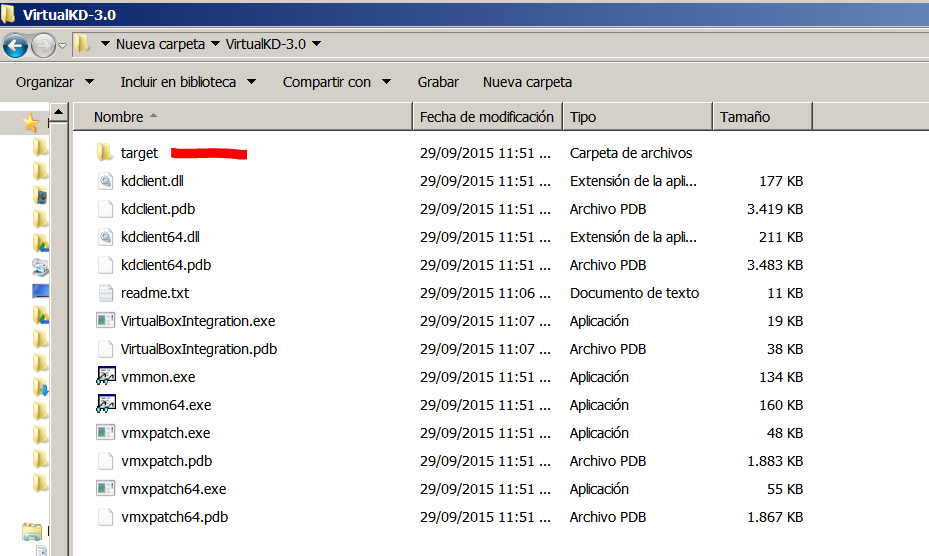 VirtualKD-3.0
Nueva carpeta VirtualKD-3.0
Organizar Incluir en biblioteca Compartir con Grabar Nueva carpeta
Nombre Fecha de modificación Tipo Tamaño
target 29/09/2015 11:51 ... Carpeta de archivos
kdclient.dll 29/09/2015 11:51 ... Extensión de la apli... 177 KB
kdclient.pdb 29/09/2015 11:51 ... Archivo PDB 3.419 KB
kdclient64.dll 29/09/2015 11:51 ... Extensión de la apli... 211 KB
kdclient64.pdb 29/09/2015 11:51 ... Archivo PDB 3.483 KB
readme.txt 29/09/2015 11:06 ... Documento de texto 11 KB
VirtualBoxIntegration.exe 29/09/2015 11:07 ... Aplicación 19 KB
VirtualBoxIntegration.pdb 29/09/2015 11:07 ... Archivo PDB 38 KB
vmmon.exe 29/09/2015 11:51 ... Aplicación 134 KB
vmmon64.exe 29/09/2015 11:51 ... Aplicación 160 KB
vmxpatch.exe 29/09/2015 11:51 ... Aplicación 48 KB
vmxpatch.pdb 29/09/2015 11:51 ... Archivo PDB 1.883 KB
vmxpatch64.exe 29/09/2015 11:51 ... Aplicación 55 KB
vmxpatch64.pdb 29/09/2015 11:51 ... Archivo PDB 1.867 KB